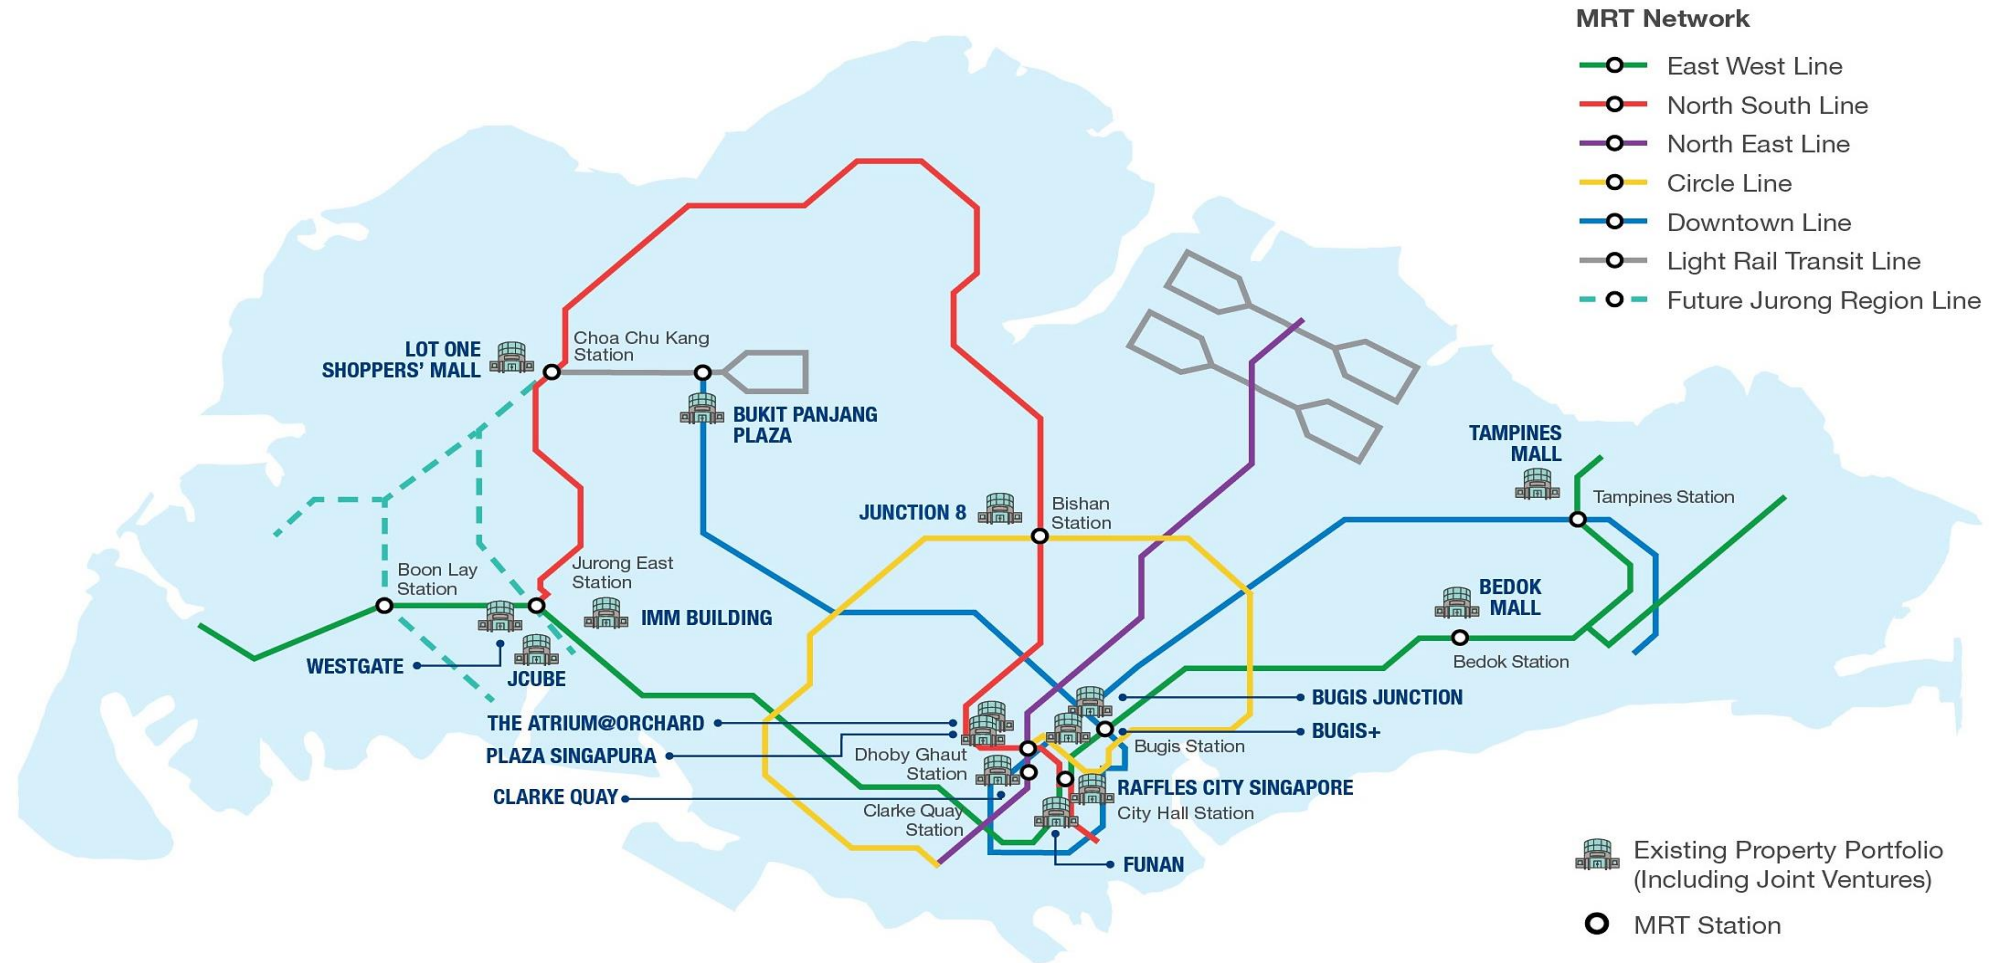 MRT Network
East West Line
North South Line
North East Line
Circle Line
Downtown Line
Light Rail Transit Line
Future Jurong Region Line
LOT ONE
SHOPPERS' MALL
Choa Chu Kang
Station
BUKIT PANJANG
PLAZA
TAMPINES
MALL
Tampines Station
JUNCTION 8
Bishan
Station
Boon Lay
Station
Jurong East
Station
IMM BUILDING
BEDOK
MALL
Bedok Station
WESTGATE
JCUBE
BUGIS JUNCTION
THE ATRIUM@ORCHARD
BUGIS+
PLAZA SINGAPURA
Dhoby Ghaut
Station
Bugis Station
CLARKE QUAY
RAFFLES CITY SINGAPORE
Clarke Quay
Station
City Hall Station
FUNAN
Existing Property Portfolio
(Including Joint Ventures)
MRT Station